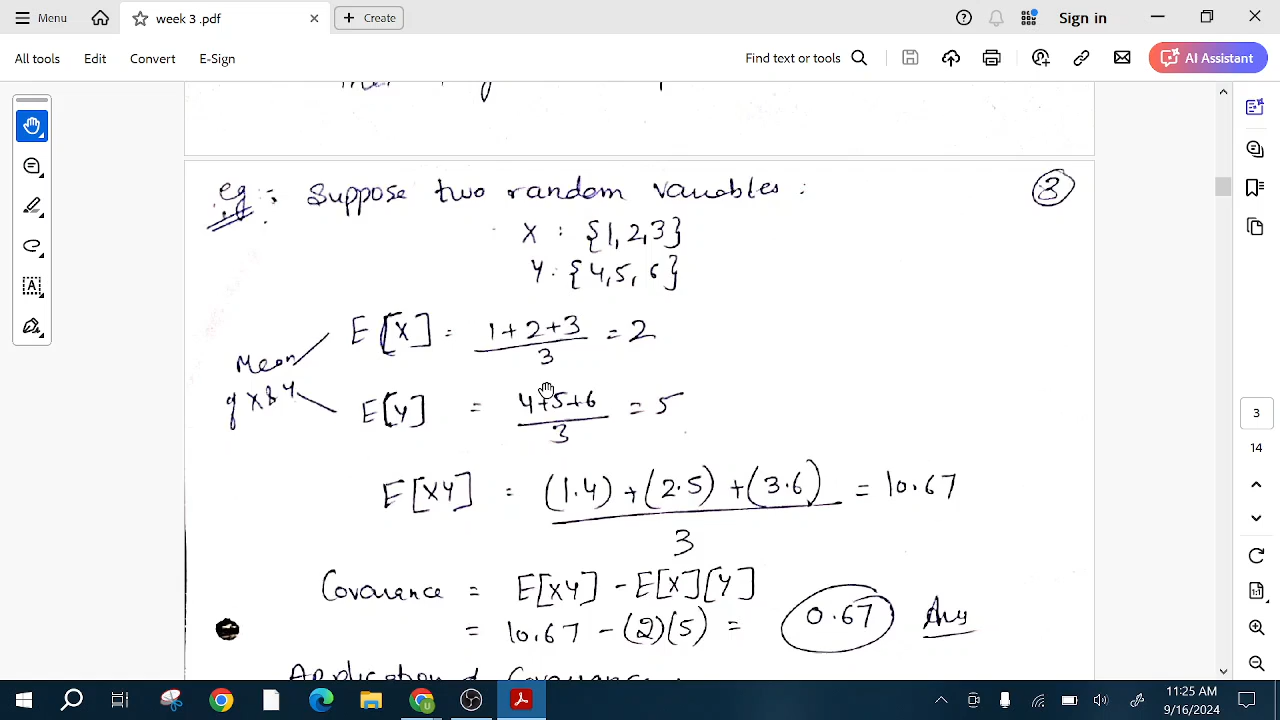 Menu
week 3 .pdf
Create
Sign in
All tools Edit Convert E-Sign
Find text or tools
AI Assistant
eg : Suppose two random variables :
3
X : {1, 2, 3}
Y : {4, 5, 6}
E[X] = 1+2+3 / 3 = 2
Mean
of X & Y
E[Y] = 4+5+6 / 3 = 5
E[XY] = (1.4) + (2.5) + (3.6) / 3 = 10.67
Covariance = E[XY] - E[X][Y]
= 10.67 - (2)(5) = 0.67 Ans
Application of Covariance :
3
14
11:25 AM
9/16/2024